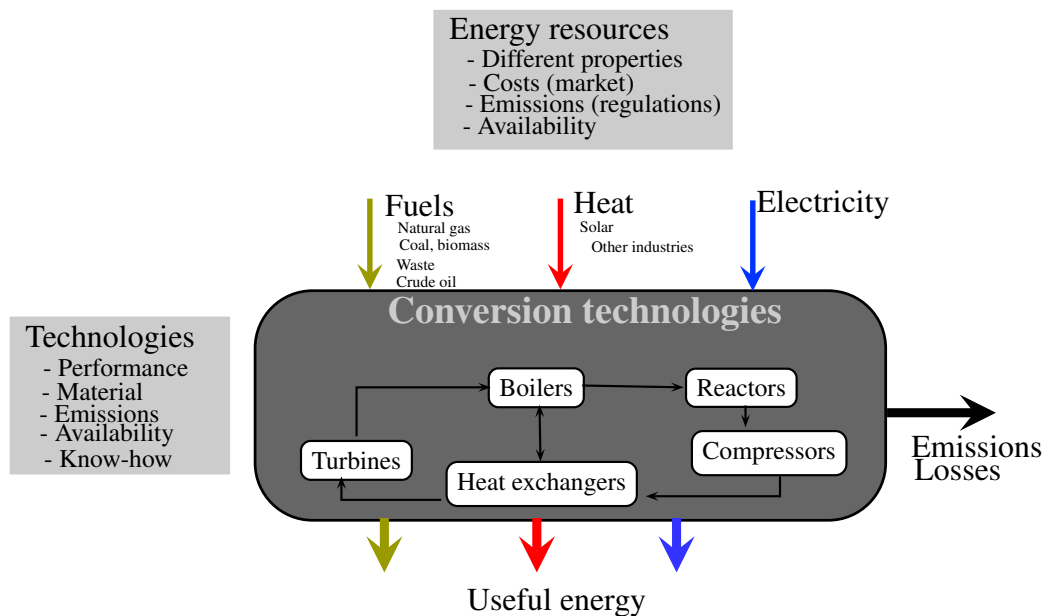 Energy resources
- Different properties
- Costs (market)
- Emissions (regulations)
- Availability
Fuels
Natural gas
Coal, biomass
Waste
Crude oil
Heat
Solar
Other industries
Electricity
Conversion technologies
Technologies
- Performance
- Material
- Emissions
- Availability
- Know-how
Boilers
Reactors
Turbines
Compressors
Heat exchangers
Emissions
Losses
Useful energy